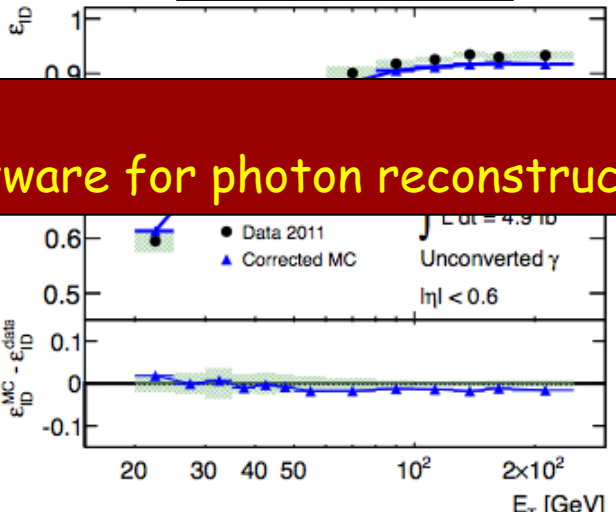 ε_ID
1
0.9
tware for photon reconstruc
0.6
Data 2011
∫ L dt = 4.9 fb
Corrected MC
Unconverted γ
0.5
|η| < 0.6
ε_ID^MC - ε_ID^data
0.1
0
-0.1
20 30 40 50 10² 2×10²
E_T [GeV]